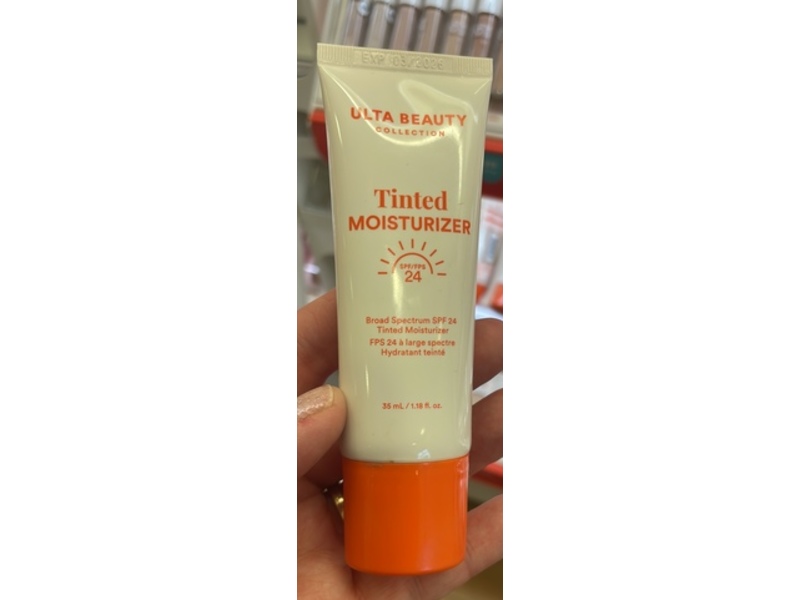 EXP 03/2026
ULTA BEAUTY
COLLECTION
Tinted
MOISTURIZER
SPF/FPS
24
Broad Spectrum SPF 24
Tinted Moisturizer
FPS 24 à large spectre
Hydratant teinté
35 mL / 1.18 fl. oz.